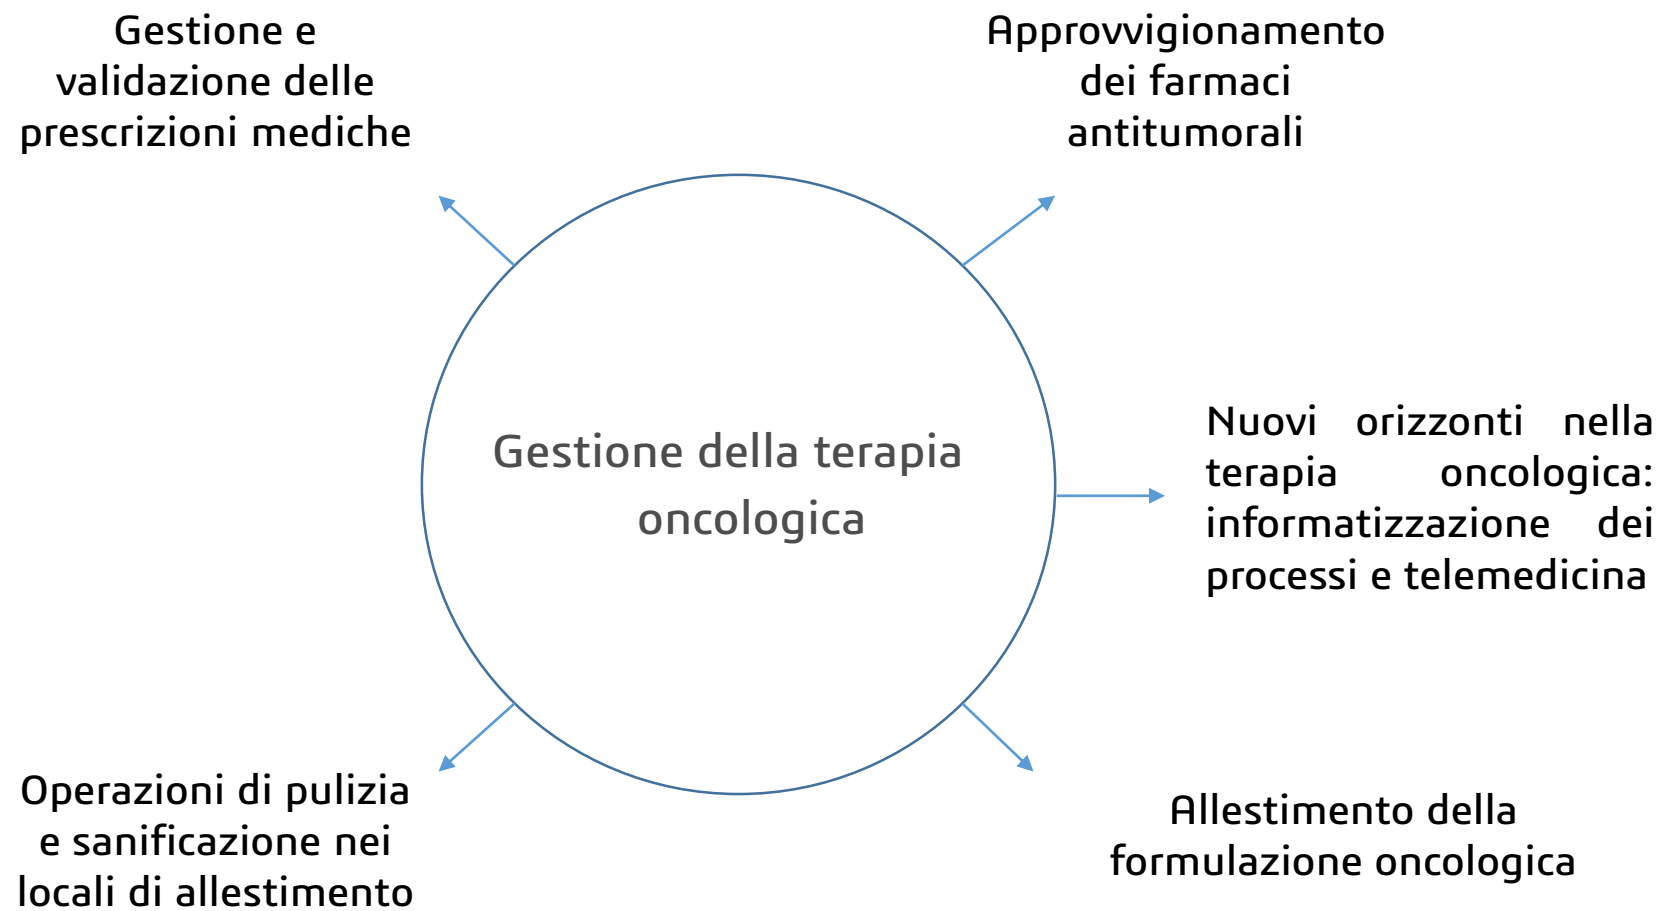 Gestione e
validazione delle
prescrizioni mediche
Approvvigionamento
dei farmaci
antitumorali
Gestione della terapia
oncologica
Nuovi orizzonti nella
terapia oncologica:
informatizzazione dei
processi e telemedicina
Operazioni di pulizia
e sanificazione nei
locali di allestimento
Allestimento della
formulazione oncologica